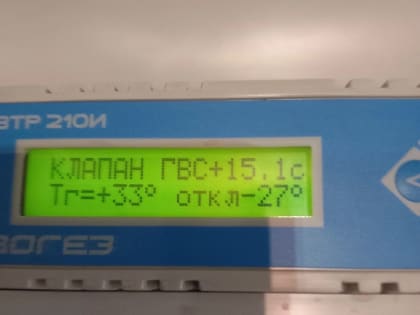 ВТР 210И
КЛАПАН ГВС+15.1с
Тг=+33° откл-27°
ВОГЕЗ